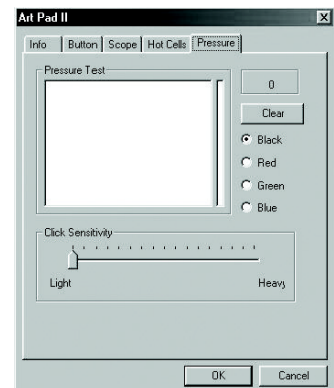 Art Pad II
Info Button Scope Hot Cells Pressure
Pressure Test
0
Clear
Black
Red
Green
Blue
Click Sensitivity
Light Heavy
OK Cancel